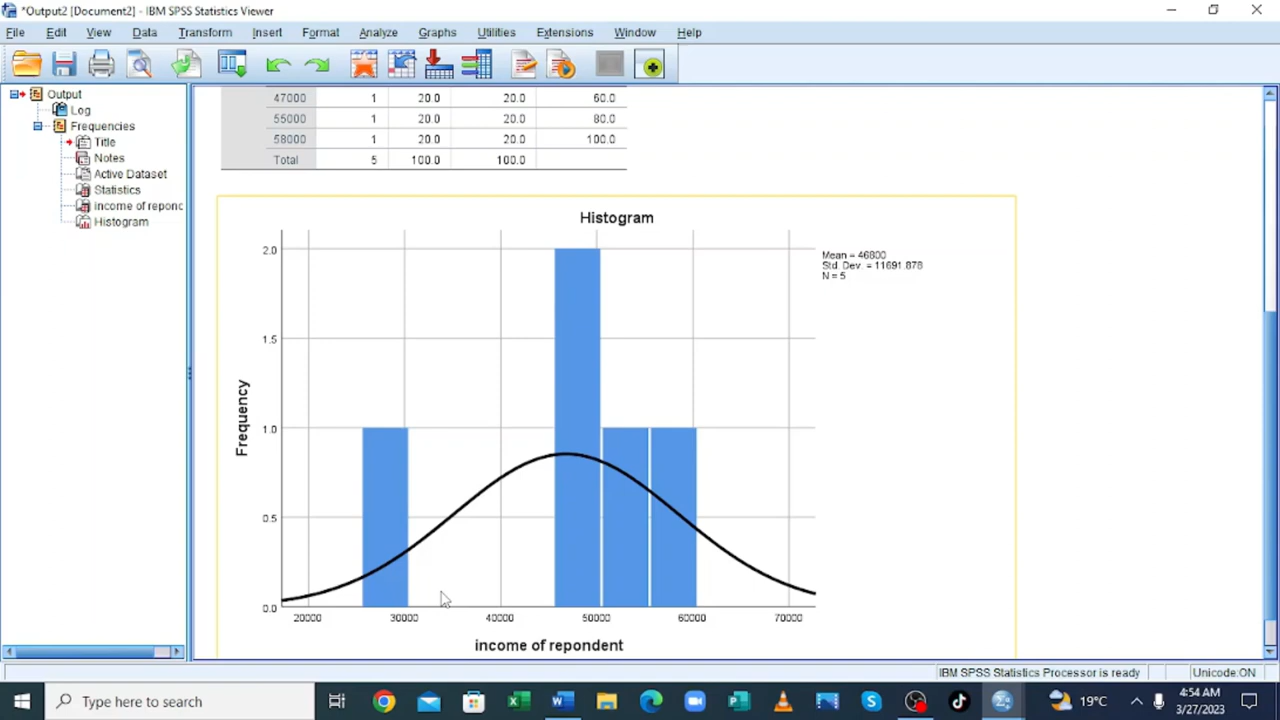 *Output2 [Document2] - IBM SPSS Statistics Viewer
File Edit View Data Transform Insert Format Analyze Graphs Utilities Extensions Window Help
Output
Log
Frequencies
Title
Notes
Active Dataset
Statistics
income of repond
Histogram
47000 1 20.0 20.0 60.0
55000 1 20.0 20.0 80.0
58000 1 20.0 20.0 100.0
Total 5 100.0 100.0
Histogram
Mean = 46800
Std. Dev. = 11691.878
N = 5
2.0
1.5
1.0
0.5
0.0
Frequency
20000 30000 40000 50000 60000 70000
income of repondent
IBM SPSS Statistics Processor is ready Unicode:ON
Type here to search
19°C
4:54 AM
3/27/2023